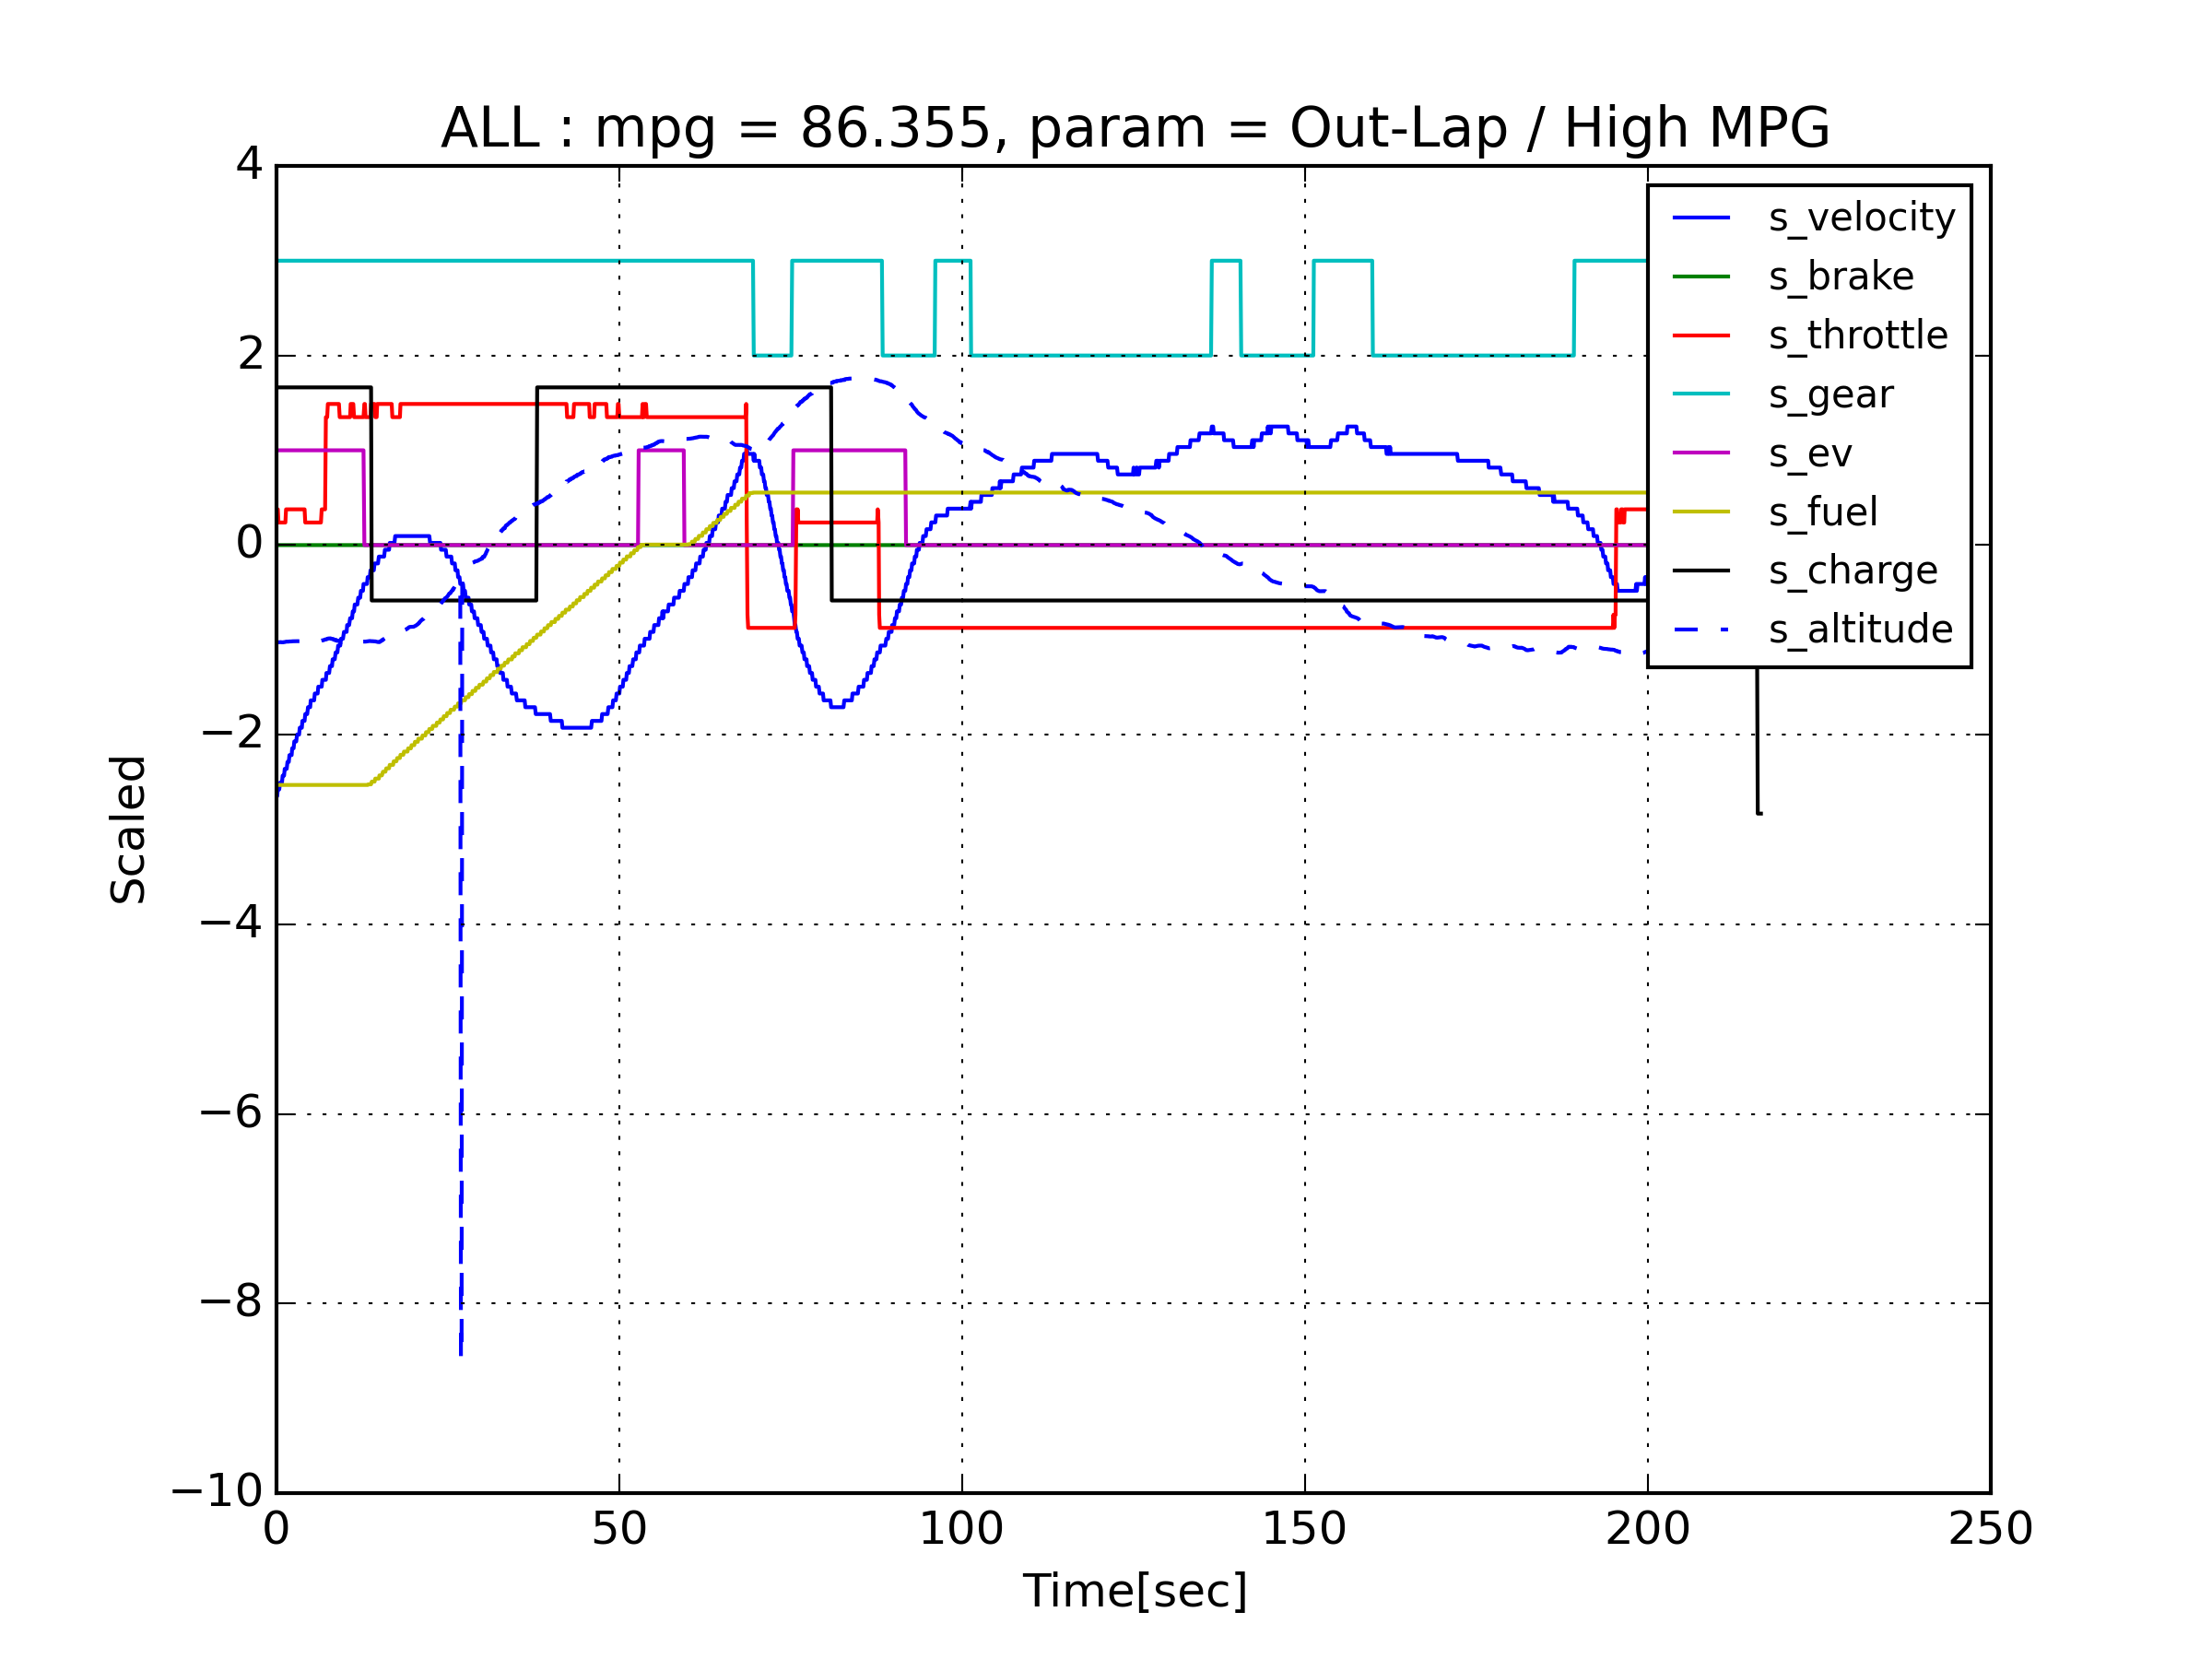 ALL : mpg = 86.355, param = Out-Lap / High MPG
4
2
0
−2
−4
−6
−8
−10
Scaled
s_velocity
s_brake
s_throttle
s_gear
s_ev
s_fuel
s_charge
s_altitude
0 50 100 150 200 250
Time[sec]